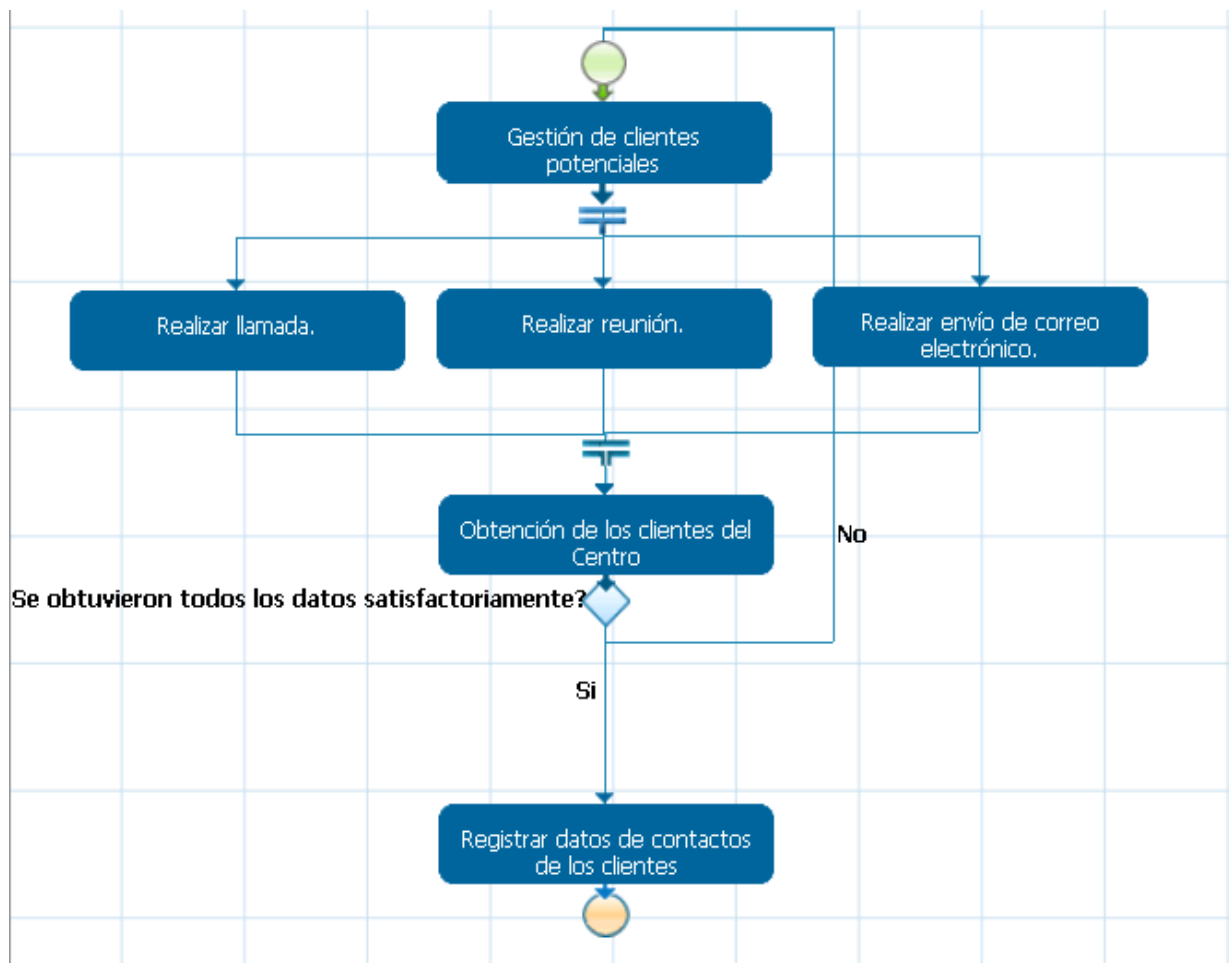 Gestión de clientes
potenciales
Realizar llamada.
Realizar reunión.
Realizar envío de correo
electrónico.
Obtención de los clientes del
Centro
No
Se obtuvieron todos los datos satisfactoriamente?
Si
Registrar datos de contactos
de los clientes